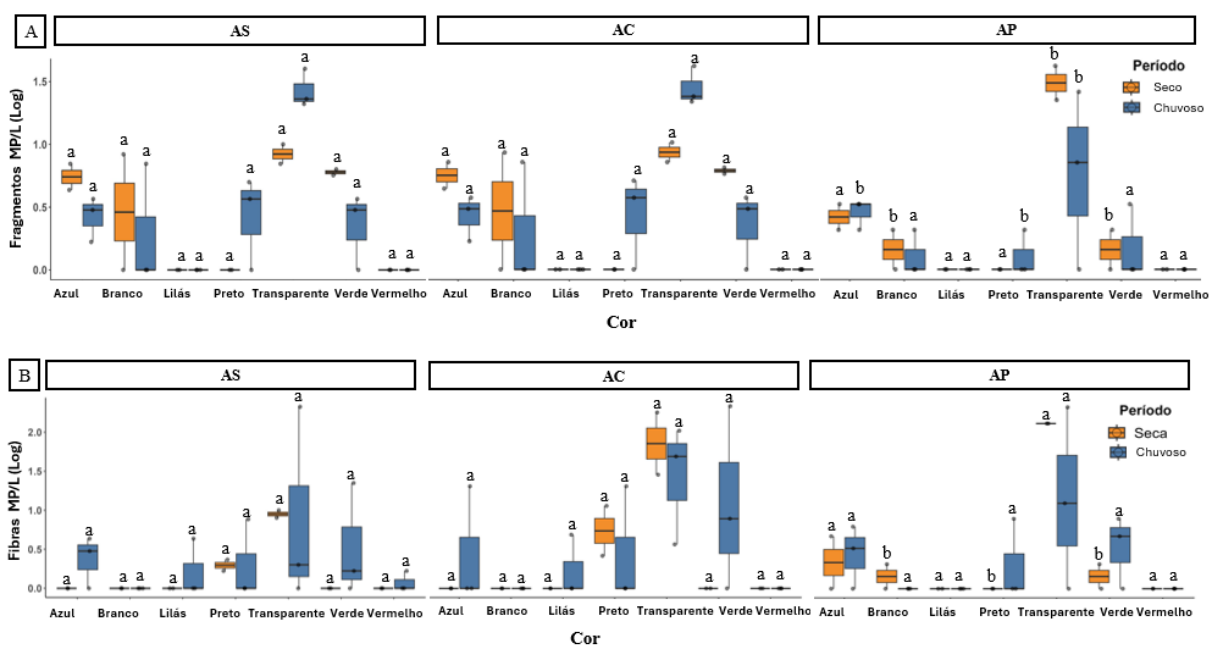 A
AS
AC
AP
Fragmentos MP/L (Log)
1.5
1.0
0.5
0.0
a a a a a a a a a a a a a a
a a a a a a a a a a a a a a
a b b a a a a b b b b a a a
Período
Seco
Chuvoso
Azul Branco Lilás Preto Transparente Verde Vermelho
Azul Branco Lilás Preto Transparente Verde Vermelho
Azul Branco Lilás Preto Transparente Verde Vermelho
Cor
B
AS
AC
AP
Fibras MP/L (Log)
2.0
1.5
1.0
0.5
0.0
a a a a a a a a a a a a a a
a a a a a a a a a a a a a a
a a b a a a b a a a b a a a
Período
Seca
Chuvoso
Azul Branco Lilás Preto Transparente Verde Vermelho
Azul Branco Lilás Preto Transparente Verde Vermelho
Azul Branco Lilás Preto Transparente Verde Vermelho
Cor